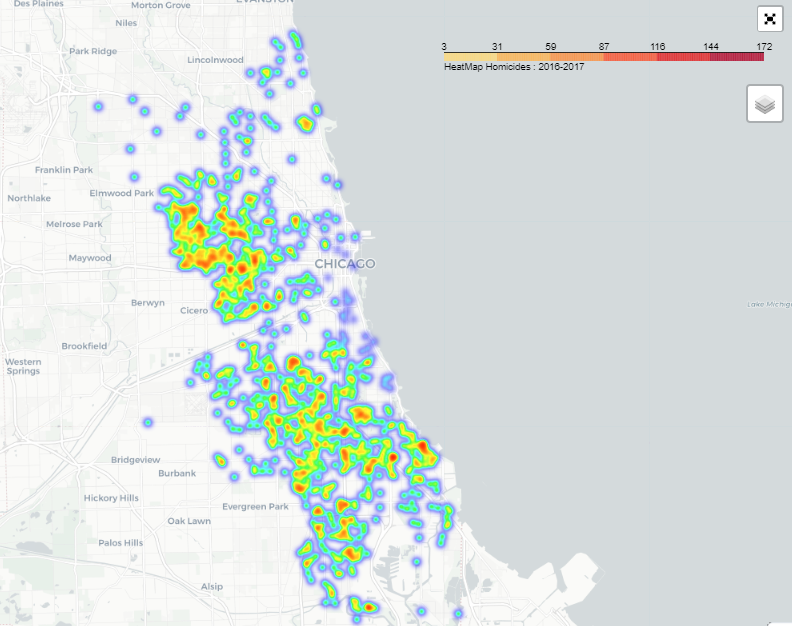 EVANSTON
Des Plaines
Morton Grove
Niles
Park Ridge
Lincolnwood
3 31 59 87 116 144 172
HeatMap Homicides : 2016-2017
Franklin Park
Elmwood Park
Northlake
Melrose Park
Maywood
CHICAGO
Berwyn
Cicero
Lake Michiga
Brookfield
Western
Springs
Bridgeview
Burbank
Hickory Hills
Evergreen Park
Oak Lawn
Palos Hills
Alsip